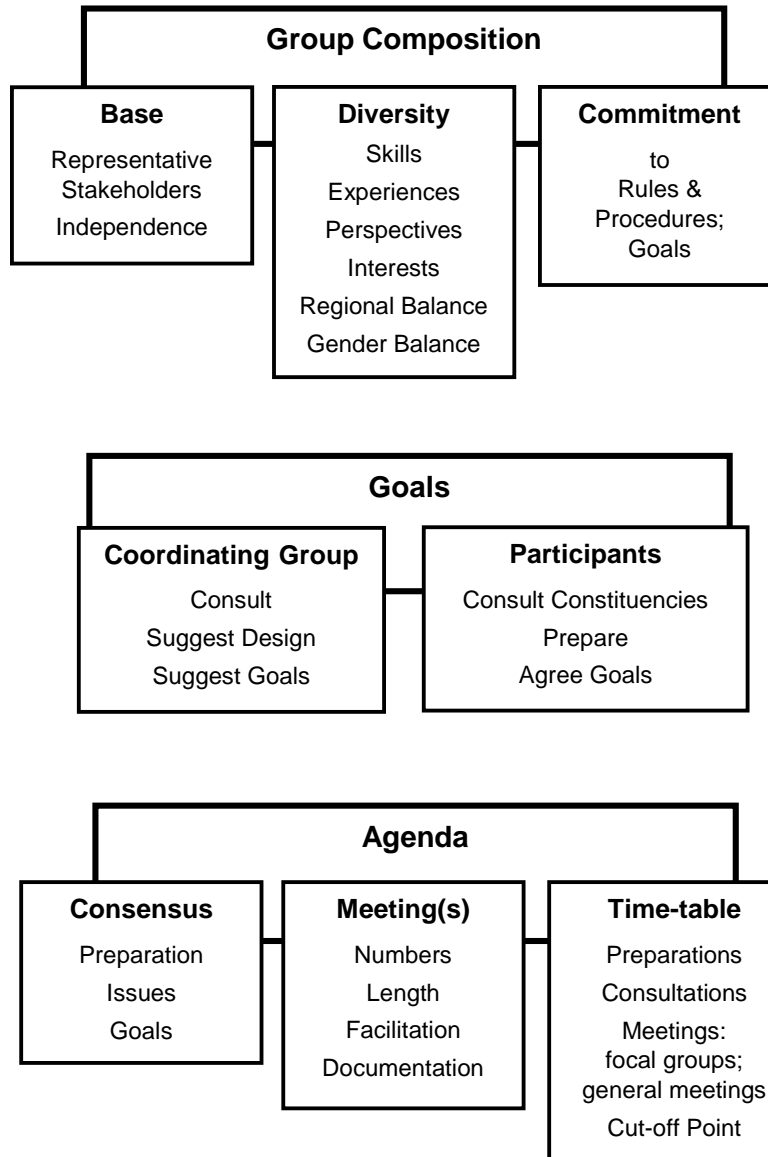 Group Composition
Base
Representative
Stakeholders
Independence
Diversity
Skills
Experiences
Perspectives
Interests
Regional Balance
Gender Balance
Commitment
to
Rules &
Procedures;
Goals
Goals
Coordinating Group
Consult
Suggest Design
Suggest Goals
Participants
Consult Constituencies
Prepare
Agree Goals
Agenda
Consensus
Preparation
Issues
Goals
Meeting(s)
Numbers
Length
Facilitation
Documentation
Time-table
Preparations
Consultations
Meetings:
focal groups;
general meetings
Cut-off Point